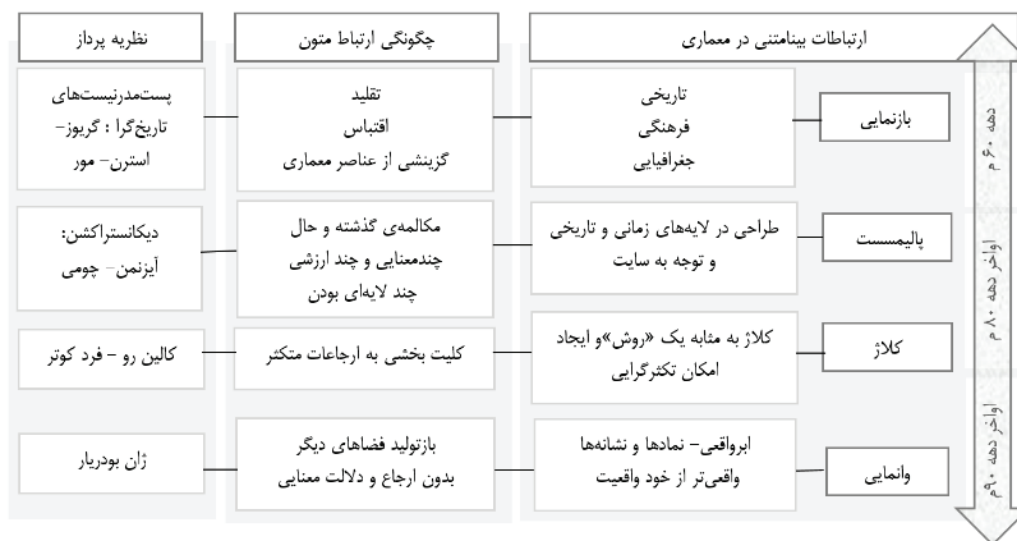 ارتباطات بینامتنی در معماری
چگونگی ارتباط متون
نظریه پرداز
دهه ۶۰ م
بازنمایی
تاریخی
فرهنگی
جغرافیایی
تقلید
اقتباس
گزینشی از عناصر معماری
پست‌مدرنیست‌های
تاریخ‌گرا : گریوز-
استرن- مور
اواخر دهه ۸۰ م
پالیمسست
طراحی در لایه‌های زمانی و تاریخی
و توجه به سایت
مکالمه‌ی گذشته و حال
چندمعنایی و چند ارزشی
چند لایه‌ای بودن
دیکانستراکشن:
آیزنمن- چومی
کلاژ
کلاژ به مثابه یک «روش»و ایجاد
امکان تکثرگرایی
کلیت بخشی به ارجاعات متکثر
کالین رو - فرد کوتر
اواخر دهه ۹۰م
وانمایی
ابرواقعی- نمادها و نشانه‌ها
واقعی‌تر از خود واقعیت
بازتولید فضاهای دیگر
بدون ارجاع و دلالت معنایی
ژان بودریار